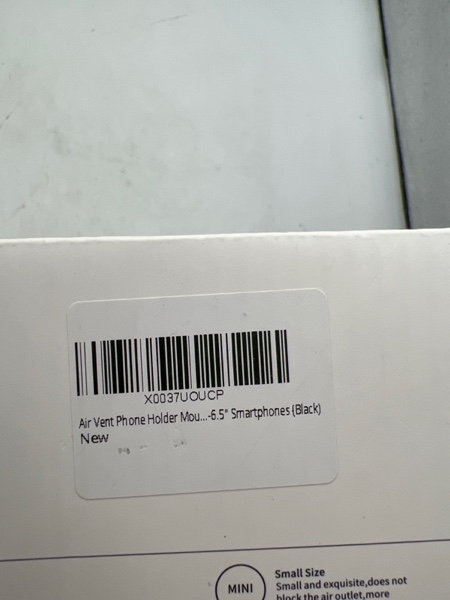 X0037UOUCP
Air Vent Phone Holder Mou...-6.5" Smartphones (Black)
New
MINI
Small Size
Small and exquisite,does not
block the air outlet,more